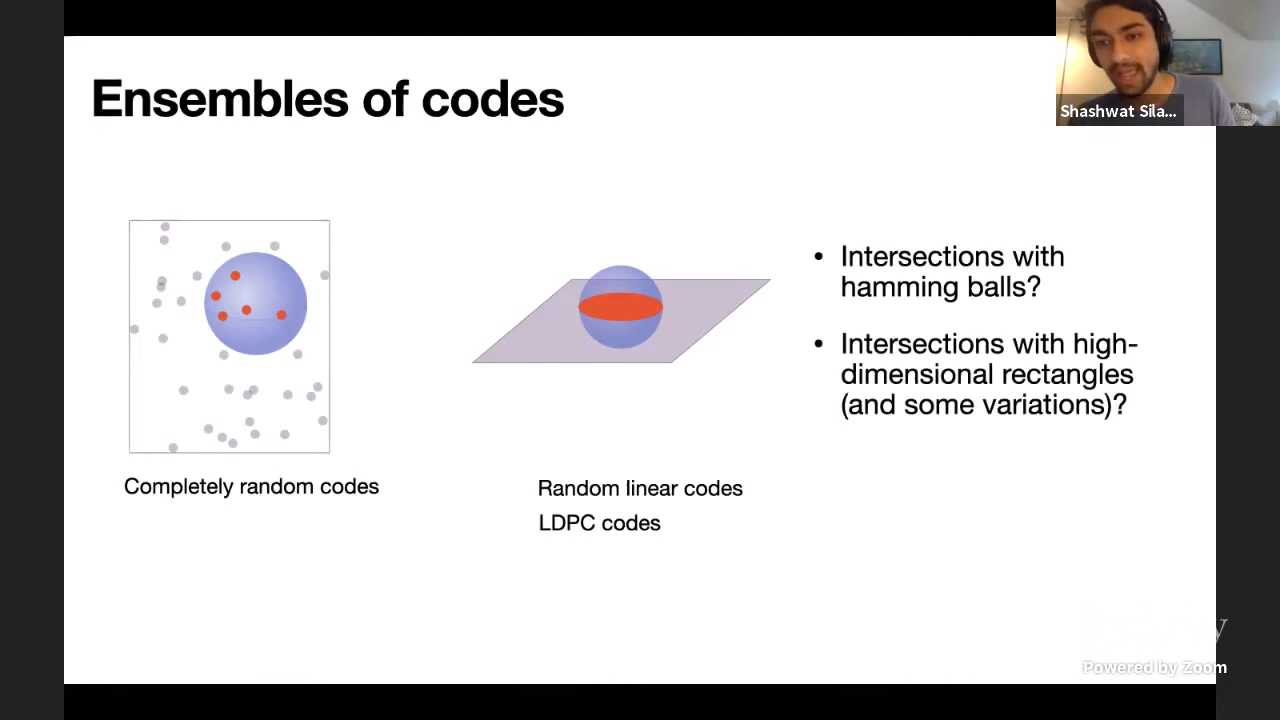 Ensembles of codes
Shashwat Sila...
• Intersections with
hamming balls?
• Intersections with high-
dimensional rectangles
(and some variations)?
Completely random codes
Random linear codes
LDPC codes
Powered by Zoom